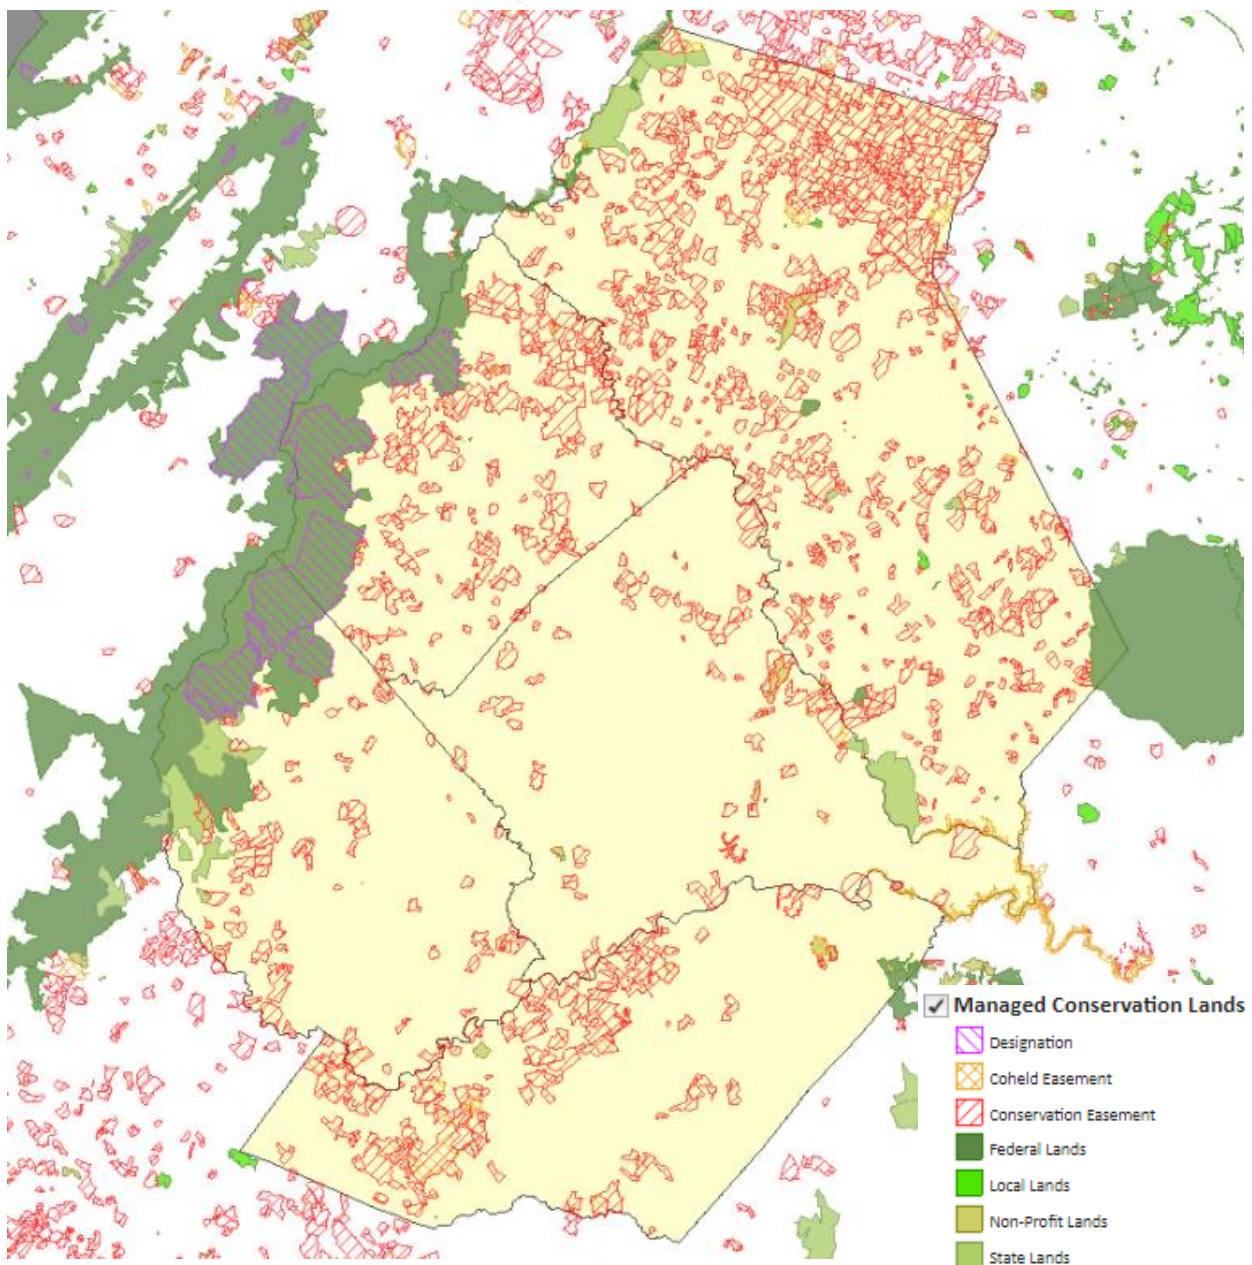 Managed Conservation Lands
Designation
Coheld Easement
Conservation Easement
Federal Lands
Local Lands
Non-Profit Lands
State Lands